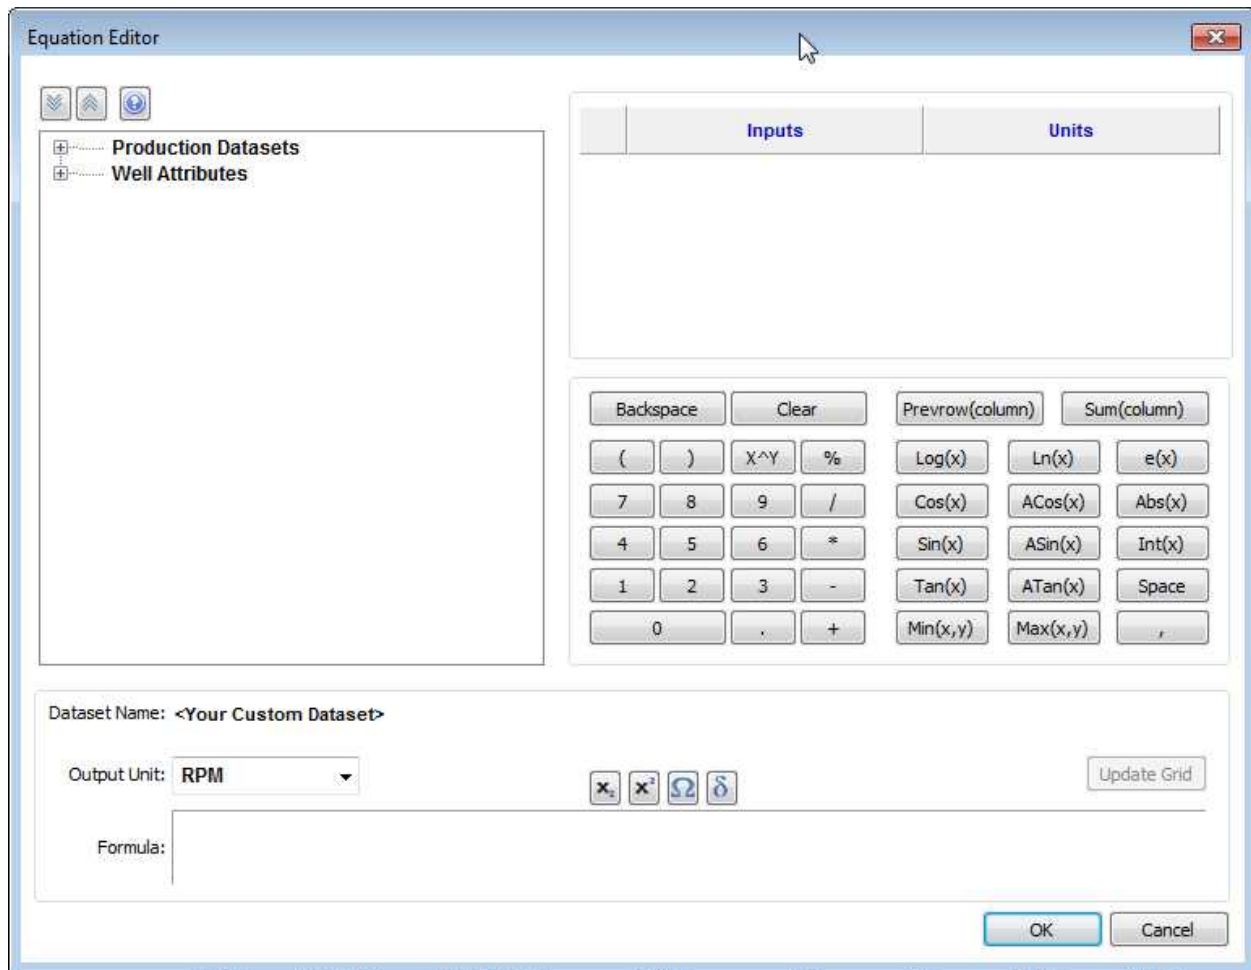 Equation Editor
Production Datasets
Well Attributes
Inputs Units
Backspace Clear Prevrow(column) Sum(column)
( ) X^Y % Log(x) Ln(x) e(x)
7 8 9 / Cos(x) ACos(x) Abs(x)
4 5 6 * Sin(x) ASin(x) Int(x)
1 2 3 - Tan(x) ATan(x) Space
0 . + Min(x,y) Max(x,y) ,
Dataset Name: <Your Custom Dataset>
Output Unit: RPM x₂ x² Ω δ Update Grid
Formula:
OK Cancel